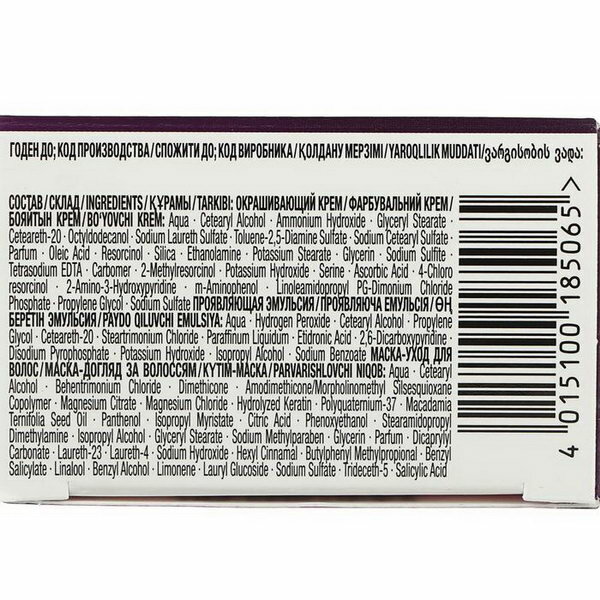 ГОДЕН ДО; КОД ПРОИЗВОДСТВА / СПОЖИТИ ДО; КОД ВИРОБНИКА / ҚОЛДАНУ МЕРЗІМІ / YAROQLILIK MUDDATI / ვარგისობის ვადა:
СОСТАВ / СКЛАД / INGREDIENTS / ҚҰРАМЫ / TARKIBI: ОКРАШИВАЮЩИЙ КРЕМ / ФАРБУВАЛЬНИЙ КРЕМ /
БОЯЙТЫН КРЕМ / BO'YOVCHI KREM: Aqua · Cetearyl Alcohol · Ammonium Hydroxide · Glyceryl Stearate ·
Ceteareth-20 · Octyldodecanol · Sodium Laureth Sulfate · Toluene-2,5-Diamine Sulfate · Sodium Cetearyl Sulfate ·
Parfum · Oleic Acid · Resorcinol · Silica · Ethanolamine · Potassium Stearate · Glycerin · Sodium Sulfite ·
Tetrasodium EDTA · Carbomer · 2-Methylresorcinol · Potassium Hydroxide · Serine · Ascorbic Acid · 4-Chloro
resorcinol · 2-Amino-3-Hydroxypyridine · m-Aminophenol · Linoleamidopropyl PG-Dimonium Chloride
Phosphate · Propylene Glycol · Sodium Sulfate ПРОЯВЛЯЮЩАЯ ЭМУЛЬСИЯ / ПРОЯВЛЯЮЧА ЕМУЛЬСІЯ / ӨҢ
БЕРЕТІН ЭМУЛЬСИЯ / PAYDO QILUVCHI EMULSIYA: Aqua · Hydrogen Peroxide · Cetearyl Alcohol · Propylene
Glycol · Ceteareth-20 · Steartrimonium Chloride · Paraffinum Liquidum · Etidronic Acid · 2,6-Dicarboxypyridine ·
Disodium Pyrophosphate · Potassium Hydroxide · Isopropyl Alcohol · Sodium Benzoate МАСКА-УХОД ДЛЯ
ВОЛОС / МАСКА-ДОГЛЯД ЗА ВОЛОССЯМ / КҮТІМ-МАСКА / PARVARISHLOVCHI NIQOB: Aqua · Cetearyl
Alcohol · Behentrimonium Chloride · Dimethicone · Amodimethicone/Morpholinomethyl Silsesquioxane
Copolymer · Magnesium Citrate · Magnesium Chloride · Hydrolyzed Keratin · Polyquaternium-37 · Macadamia
Ternifolia Seed Oil · Panthenol · Isopropyl Myristate · Citric Acid · Phenoxyethanol · Stearamidopropyl
Dimethylamine · Isopropyl Alcohol · Glyceryl Stearate · Sodium Methylparaben · Glycerin · Parfum · Dicaprylyl
Carbonate · Laureth-23 · Laureth-4 · Sodium Hydroxide · Hexyl Cinnamal · Butylphenyl Methylpropional · Benzyl
Salicylate · Linalool · Benzyl Alcohol · Limonene · Lauryl Glucoside · Sodium Sulfate · Trideceth-5 · Salicylic Acid
4 015100 185065 >